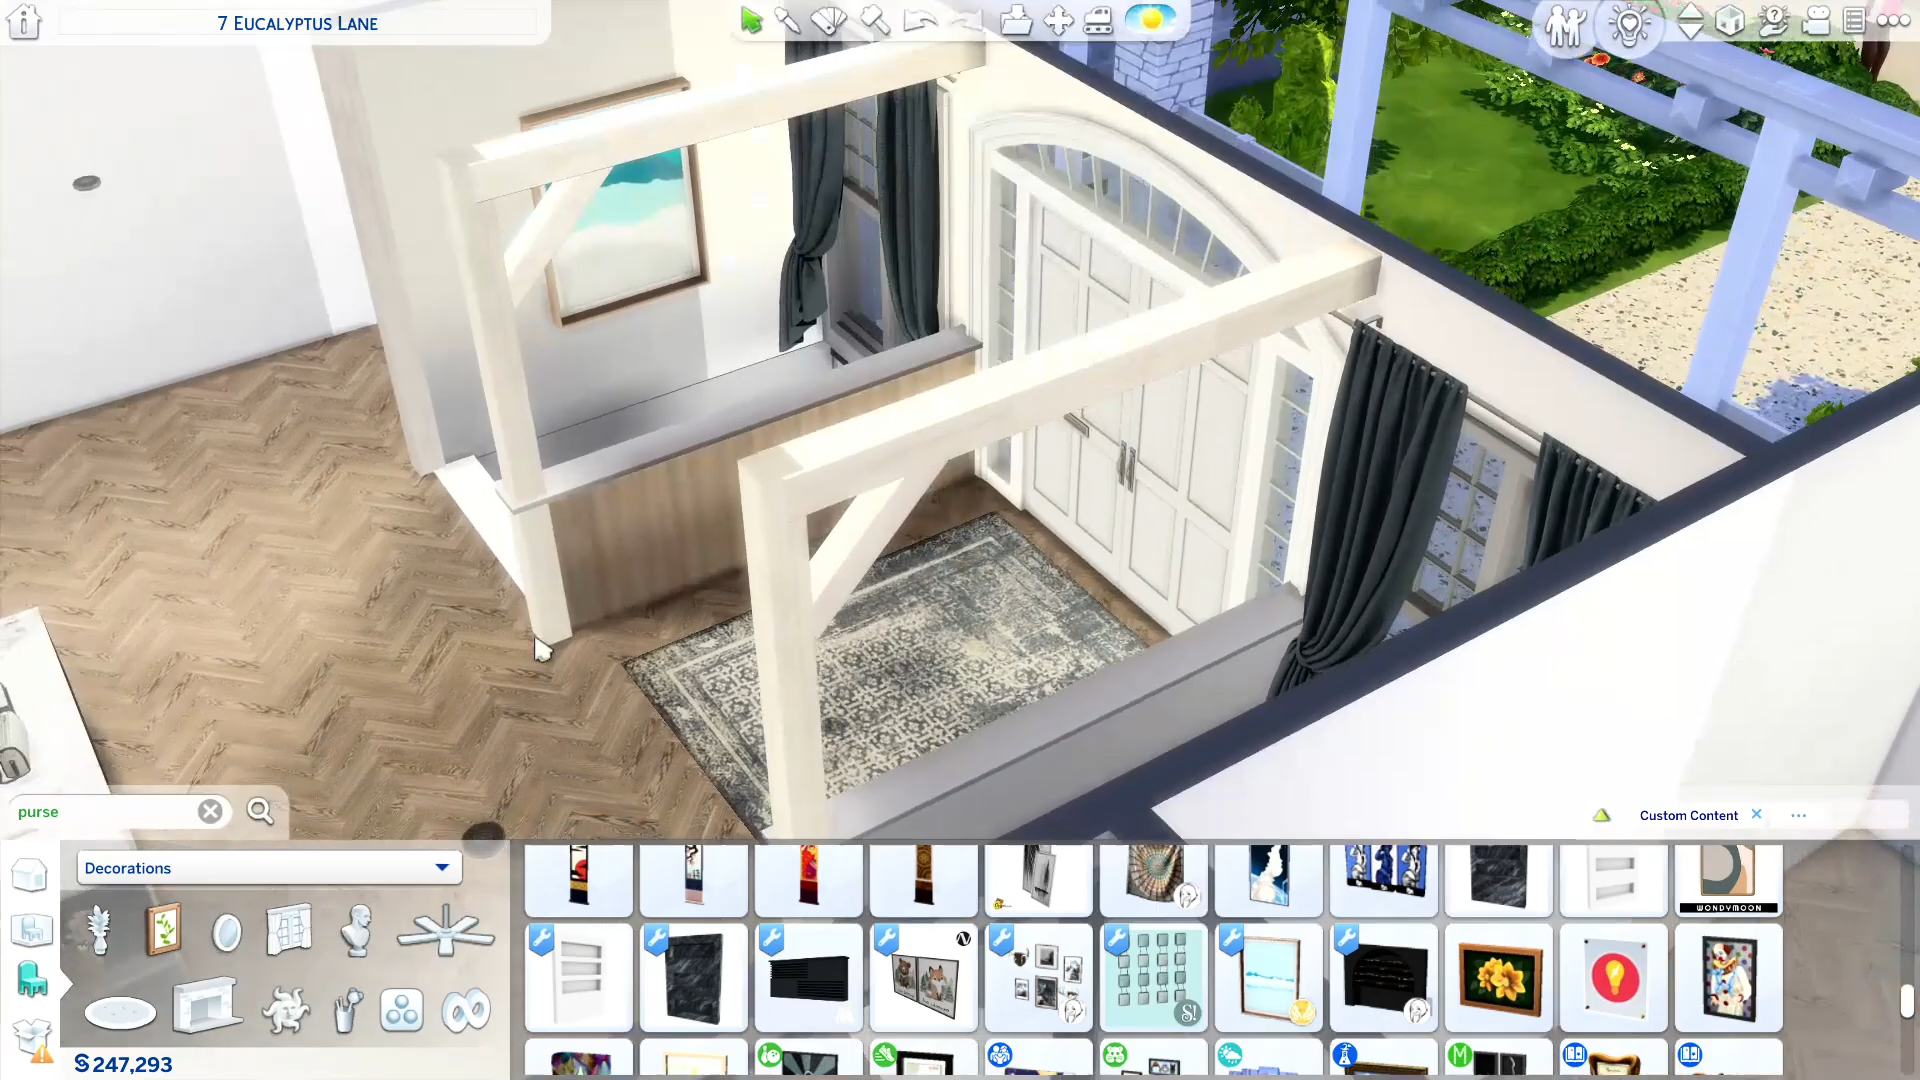 7 EUCALYPTUS LANE
purse
Custom Content
Decorations
§247,293
WONDYMOON
S!
M